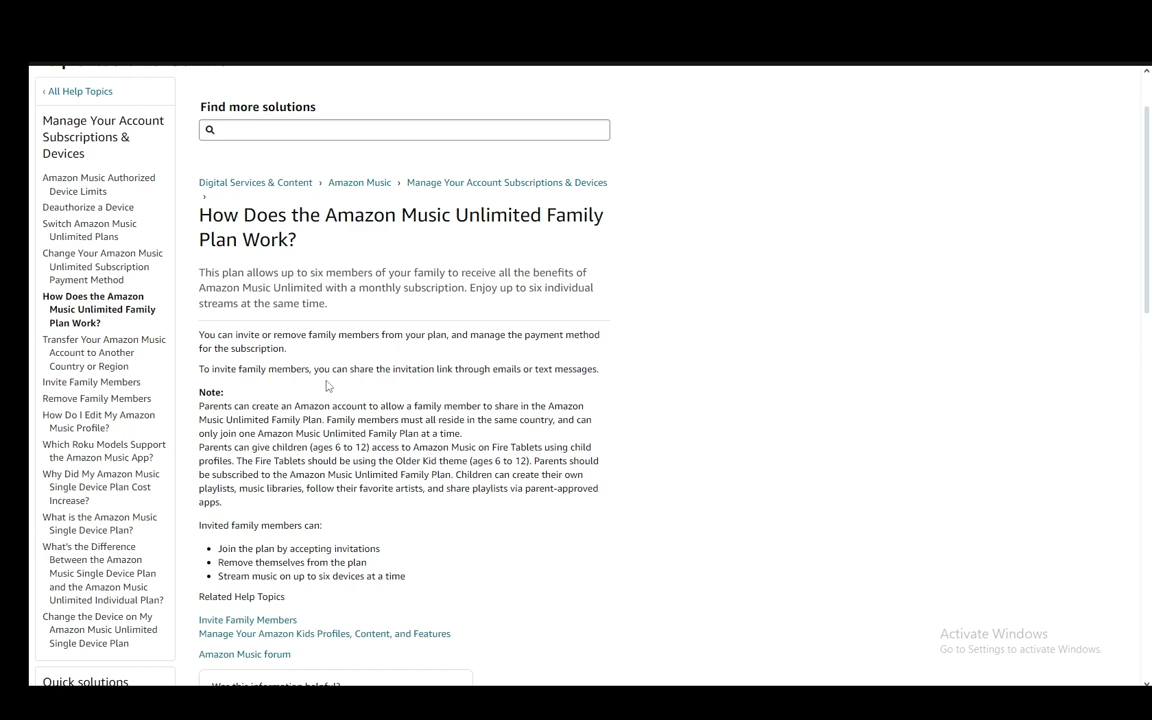 ‹ All Help Topics
Manage Your Account
Subscriptions &
Devices
Amazon Music Authorized
Device Limits
Deauthorize a Device
Switch Amazon Music
Unlimited Plans
Change Your Amazon Music
Unlimited Subscription
Payment Method
How Does the Amazon
Music Unlimited Family
Plan Work?
Transfer Your Amazon Music
Account to Another
Country or Region
Invite Family Members
Remove Family Members
How Do I Edit My Amazon
Music Profile?
Which Roku Models Support
the Amazon Music App?
Why Did My Amazon Music
Single Device Plan Cost
Increase?
What is the Amazon Music
Single Device Plan?
What's the Difference
Between the Amazon
Music Single Device Plan
and the Amazon Music
Unlimited Individual Plan?
Change the Device on My
Amazon Music Unlimited
Single Device Plan
Quick solutions
Find more solutions
Digital Services & Content › Amazon Music › Manage Your Account Subscriptions & Devices
›
How Does the Amazon Music Unlimited Family
Plan Work?
This plan allows up to six members of your family to receive all the benefits of
Amazon Music Unlimited with a monthly subscription. Enjoy up to six individual
streams at the same time.
You can invite or remove family members from your plan, and manage the payment method
for the subscription.
To invite family members, you can share the invitation link through emails or text messages.
Note:
Parents can create an Amazon account to allow a family member to share in the Amazon
Music Unlimited Family Plan. Family members must all reside in the same country, and can
only join one Amazon Music Unlimited Family Plan at a time.
Parents can give children (ages 6 to 12) access to Amazon Music on Fire Tablets using child
profiles. The Fire Tablets should be using the Older Kid theme (ages 6 to 12). Parents should
be subscribed to the Amazon Music Unlimited Family Plan. Children can create their own
playlists, music libraries, follow their favorite artists, and share playlists via parent-approved
apps.
Invited family members can:
• Join the plan by accepting invitations
• Remove themselves from the plan
• Stream music on up to six devices at a time
Related Help Topics
Invite Family Members
Manage Your Amazon Kids Profiles, Content, and Features
Amazon Music forum
Was this information helpful?
Activate Windows
Go to Settings to activate Windows.